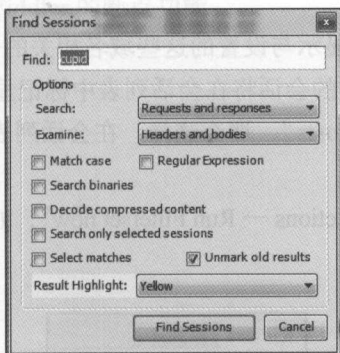 Find Sessions
Find: cupid
Options
Search: Requests and responses
Examine: Headers and bodies
Match case Regular Expression
Search binaries
Decode compressed content
Search only selected sessions
Select matches Unmark old results
Result Highlight: Yellow
Find Sessions Cancel